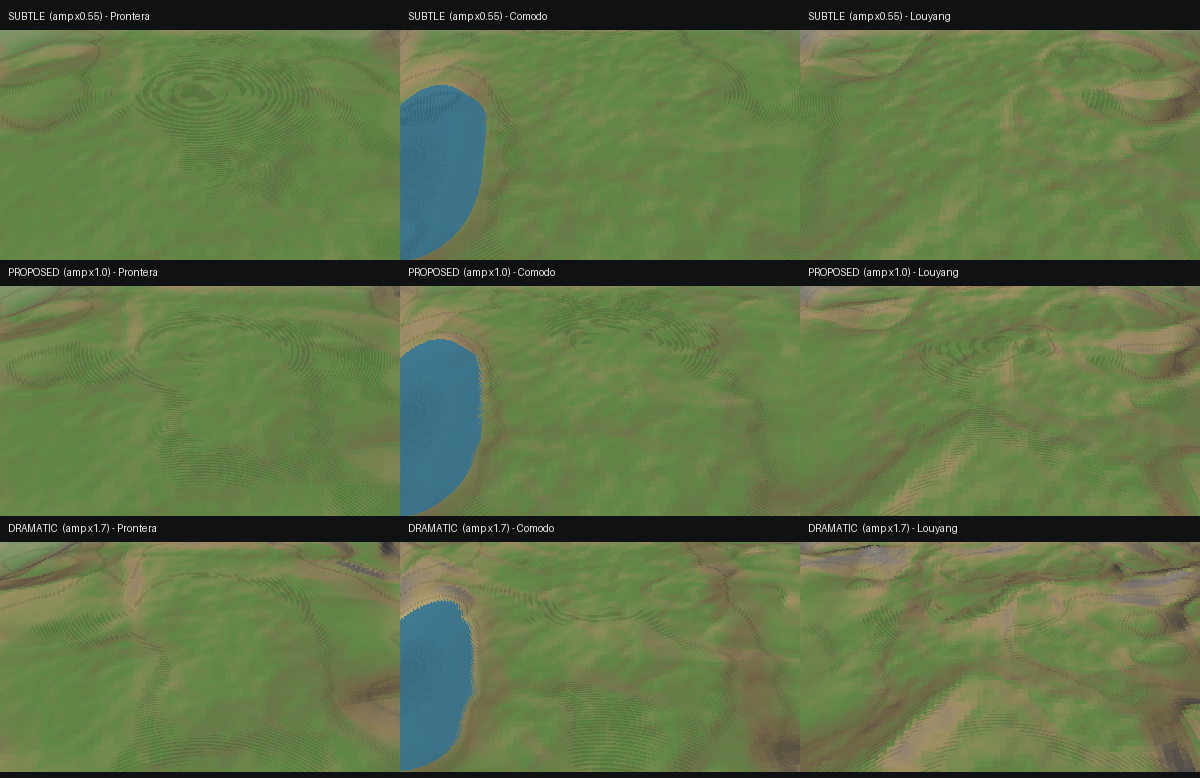 SUBTLE (amp x0.55) - Prontera
SUBTLE (amp x0.55) - Comodo
SUBTLE (amp x0.55) - Louyang
PROPOSED (amp x1.0) - Prontera
PROPOSED (amp x1.0) - Comodo
PROPOSED (amp x1.0) - Louyang
DRAMATIC (amp x1.7) - Prontera
DRAMATIC (amp x1.7) - Comodo
DRAMATIC (amp x1.7) - Louyang